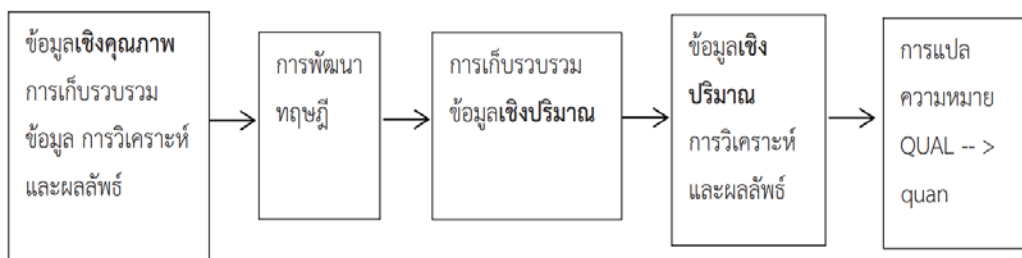 ข้อมูลเชิงคุณภาพ
การเก็บรวบรวม
ข้อมูล การวิเคราะห์
และผลลัพธ์
การพัฒนา
ทฤษฎี
การเก็บรวบรวม
ข้อมูลเชิงปริมาณ
ข้อมูลเชิง
ปริมาณ
การวิเคราะห์
และผลลัพธ์
การแปล
ความหมาย
QUAL -- >
quan